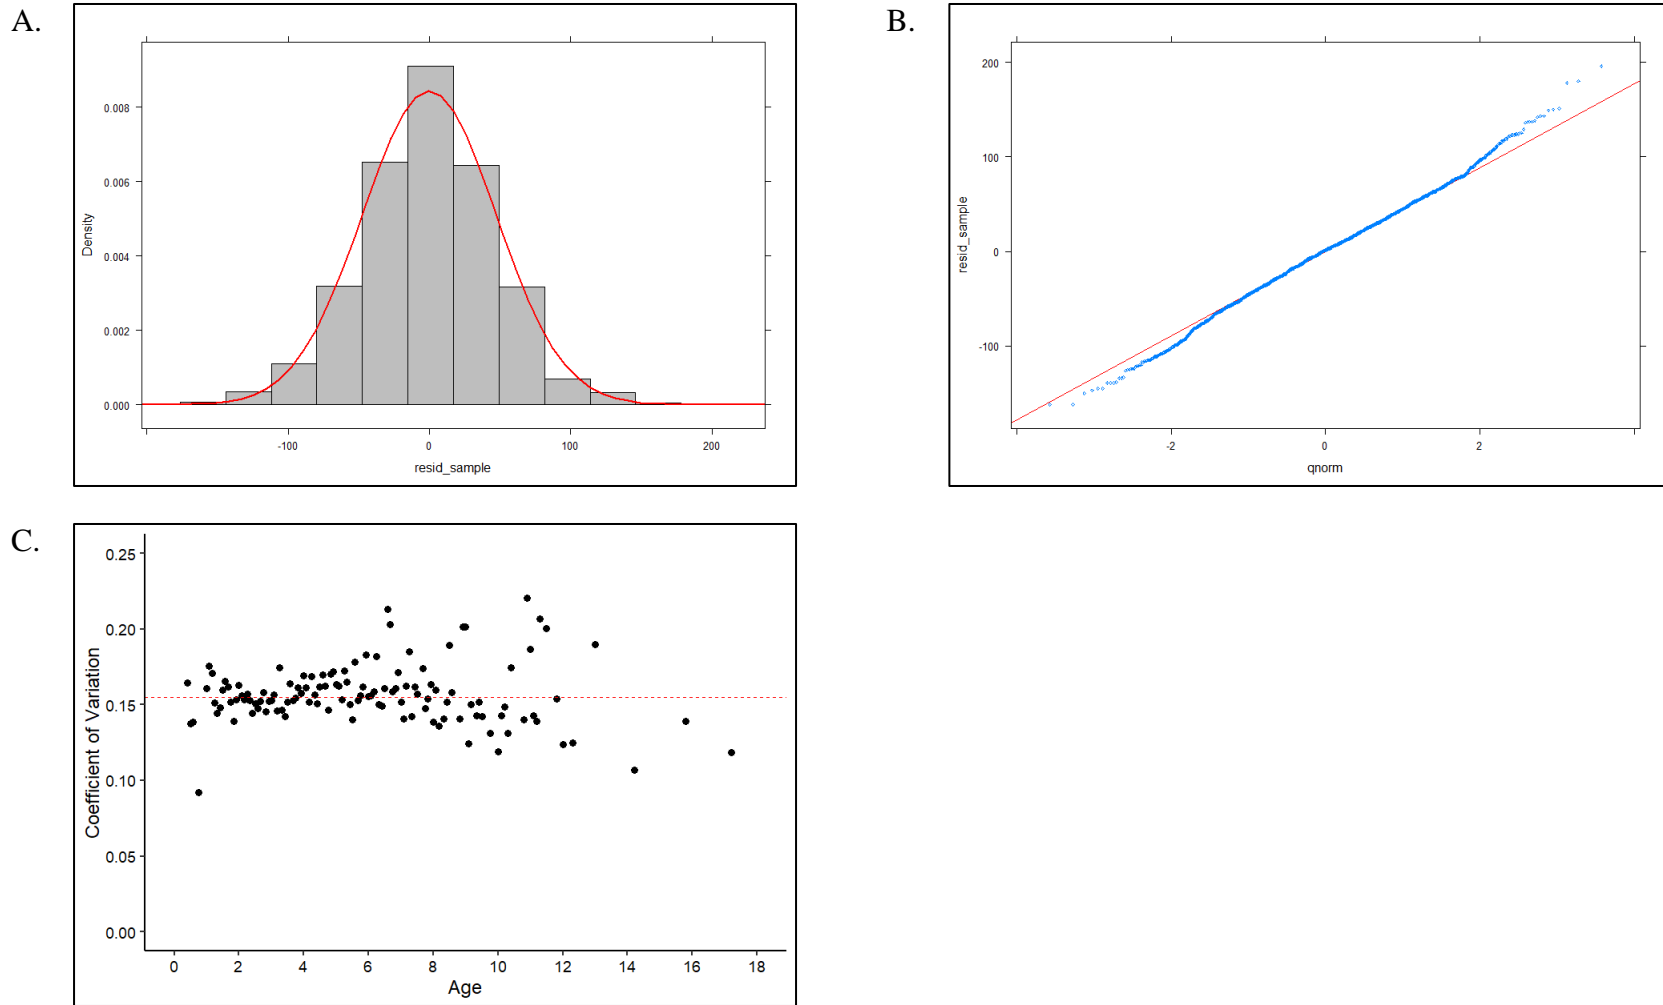 A.
0.008
0.006
0.004
0.002
0.000
Density
-100 0 100 200
resid_sample
B.
200
100
0
-100
resid_sample
-2 0 2
qnorm
C.
0.25
0.20
0.15
0.10
0.05
0.00
Coefficient of Variation
0 2 4 6 8 10 12 14 16 18
Age